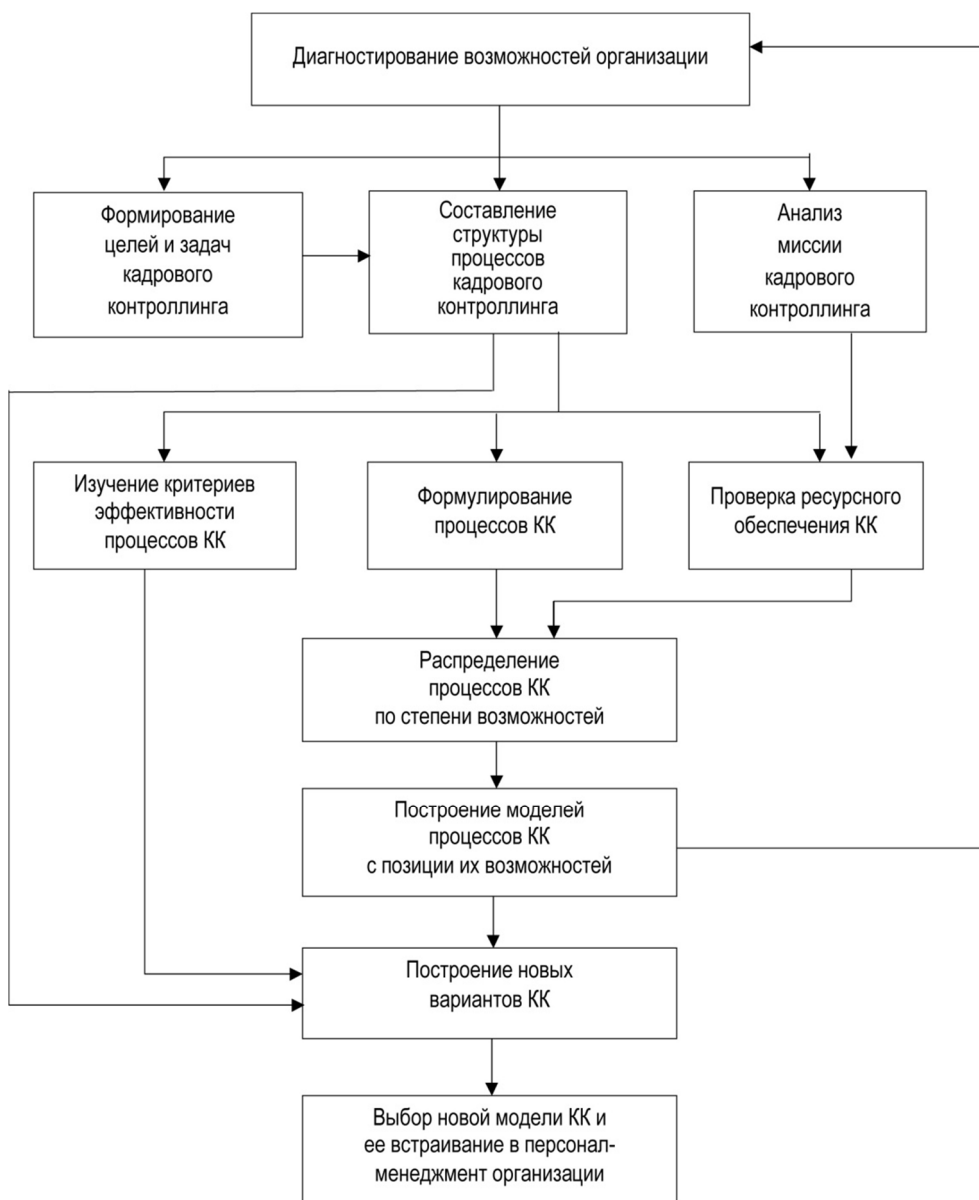 Диагностирование возможностей организации
Формирование
целей и задач
кадрового
контроллинга
Составление
структуры
процессов
кадрового
контроллинга
Анализ
миссии
кадрового
контроллинга
Изучение критериев
эффективности
процессов КК
Формулирование
процессов КК
Проверка ресурсного
обеспечения КК
Распределение
процессов КК
по степени возможностей
Построение моделей
процессов КК
с позиции их возможностей
Построение новых
вариантов КК
Выбор новой модели КК и
ее встраивание в персонал-
менеджмент организации